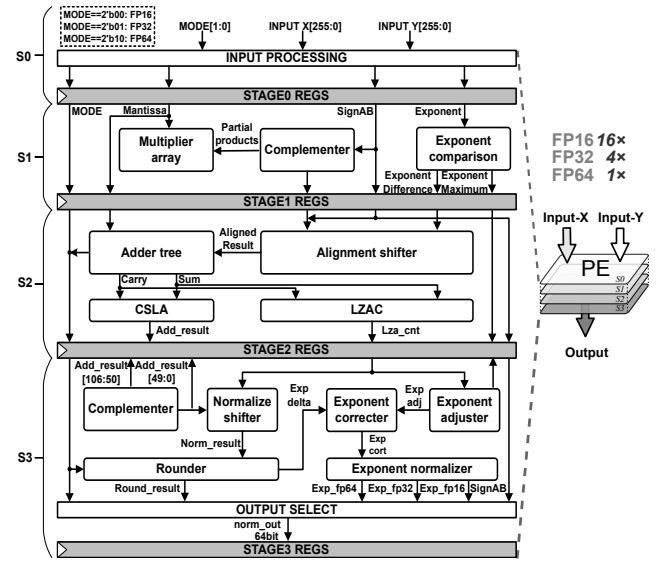 MODE==2'b00: FP16
MODE==2'b01: FP32
MODE==2'b10: FP64
MODE[1:0]
INPUT X[255:0]
INPUT Y[255:0]
S0
INPUT PROCESSING
STAGE0 REGS
MODE
Mantissa
SignAB
Exponent
S1
Multiplier
array
Partial
products
Complementer
Exponent
comparison
Exponent
Difference
Exponent
Maximum
STAGE1 REGS
FP16 16×
FP32 4×
FP64 1×
Input-X
Input-Y
PE
S0
S1
S2
S3
Output
S2
Adder tree
Aligned
Result
Alignment shifter
Carry
Sum
CSLA
LZAC
Add_result
Lza_cnt
STAGE2 REGS
S3
Add_result
[106:50]
Add_result
[49:0]
Complementer
Normalize
shifter
Exp
delta
Exponent
correcter
Exp
adj
Exponent
adjuster
Norm_result
Exp
cort
Rounder
Exponent normalizer
Round_result
Exp_fp64
Exp_fp32
Exp_fp16
SignAB
OUTPUT SELECT
norm_out
64bit
STAGE3 REGS